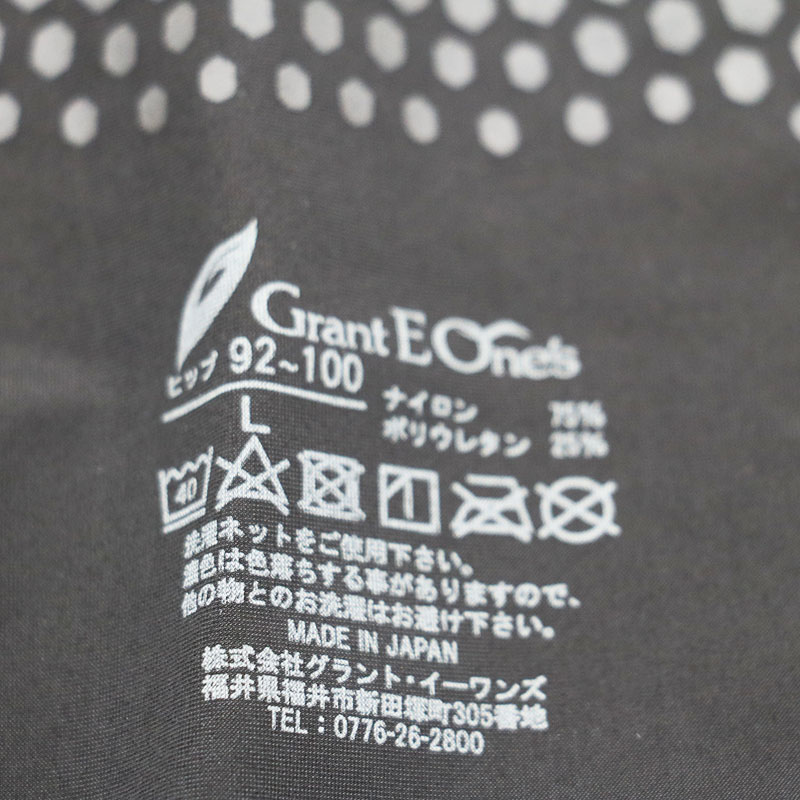 Grant E One's
ヒップ 92~100
L
ナイロン 75%
ポリウレタン 25%
40
洗濯ネットをご使用下さい。
濃色は色落ちする事がありますので、
他の物とのお洗濯はお避け下さい。
MADE IN JAPAN
株式会社グラント・イーワンズ
福井県福井市新田塚町305番地
TEL：0776-26-2800